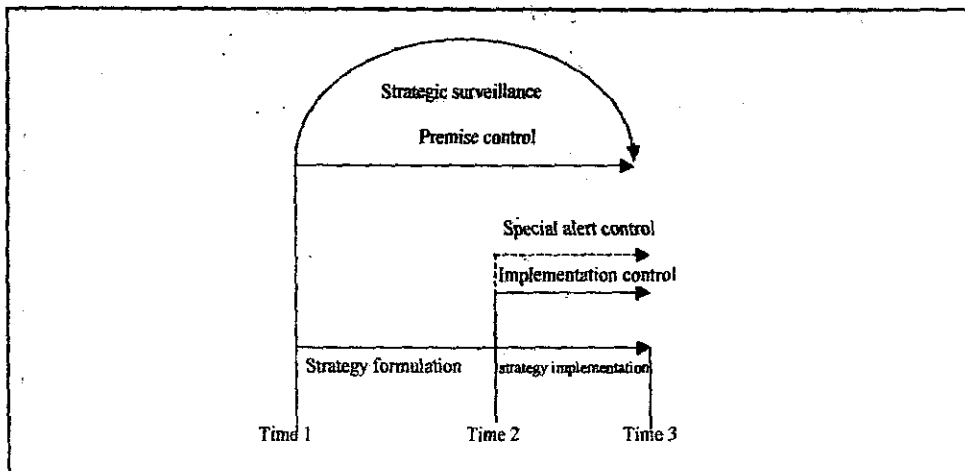 Strategic surveillance
Premise control
Special alert control
Implementation control
Strategy formulation
strategy implementation
Time 1
Time 2
Time 3